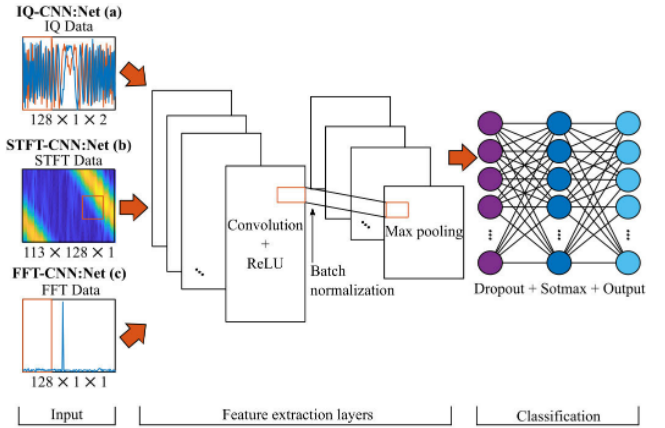 IQ-CNN:Net (a)
IQ Data
128 × 1 × 2
STFT-CNN:Net (b)
STFT Data
113 × 128 × 1
FFT-CNN:Net (c)
FFT Data
128 × 1 × 1
Convolution
+
ReLU
Batch
normalization
Max pooling
Dropout + Sotmax + Output
Input
Feature extraction layers
Classification